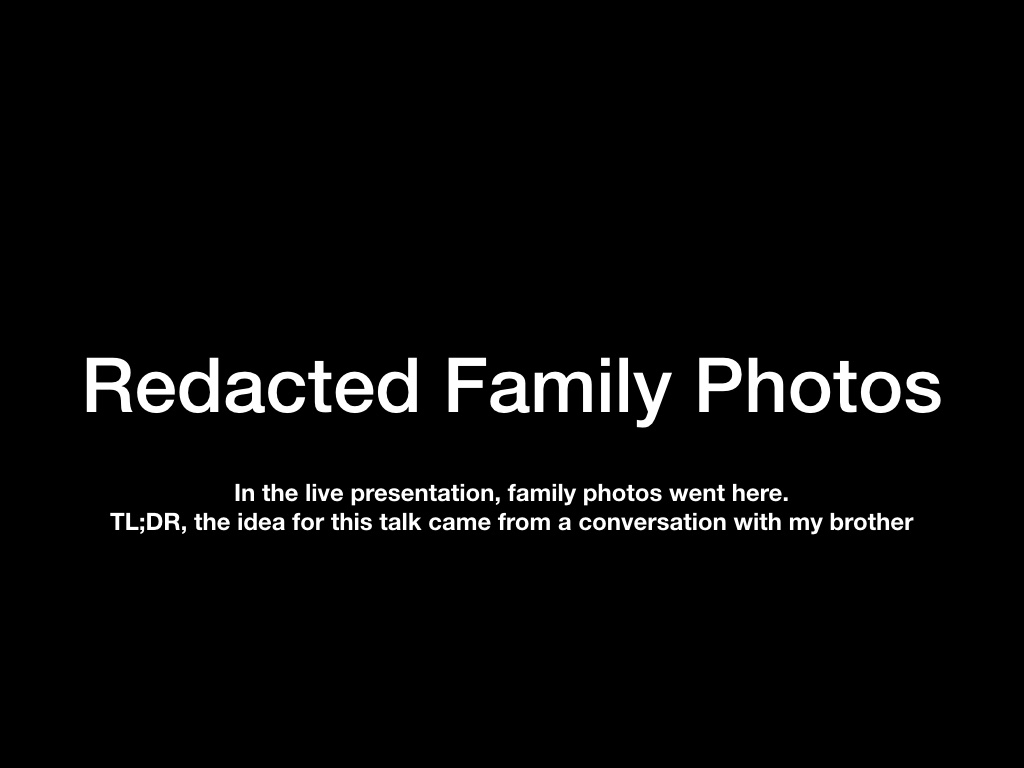 Redacted Family Photos
In the live presentation, family photos went here.
TL;DR, the idea for this talk came from a conversation with my brother